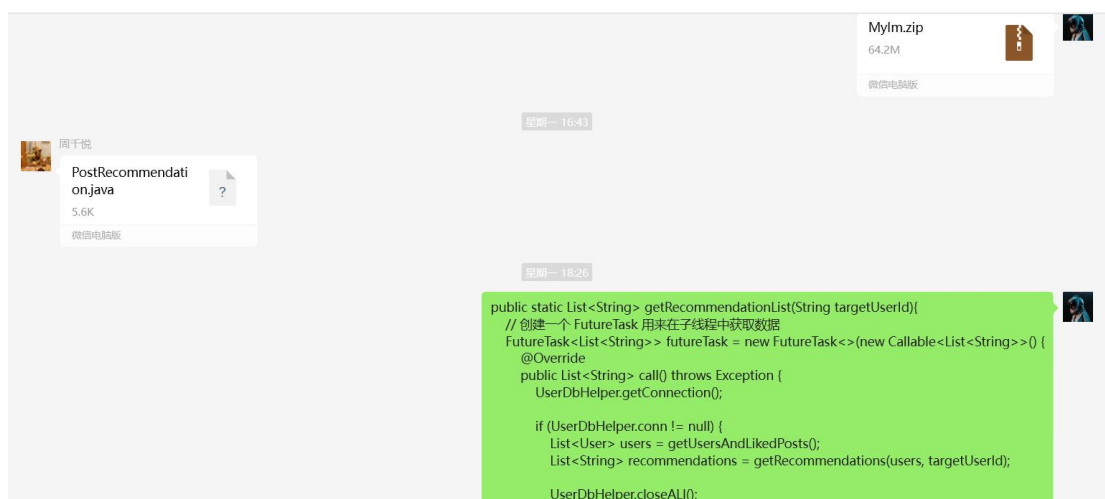 MyIm.zip
64.2M
微信电脑版
星期一 16:43
周千悦
PostRecommendati
on.java
?
5.6K
微信电脑版
星期一 18:26
public static List<String> getRecommendationList(String targetUserId){
// 创建一个 FutureTask 用来在子线程中获取数据
FutureTask<List<String>> futureTask = new FutureTask<>(new Callable<List<String>>() {
@Override
public List<String> call() throws Exception {
UserDbHelper.getConnection();
if (UserDbHelper.conn != null) {
List<User> users = getUsersAndLikedPosts();
List<String> recommendations = getRecommendations(users, targetUserId);
UserDbHelper.closeALl();